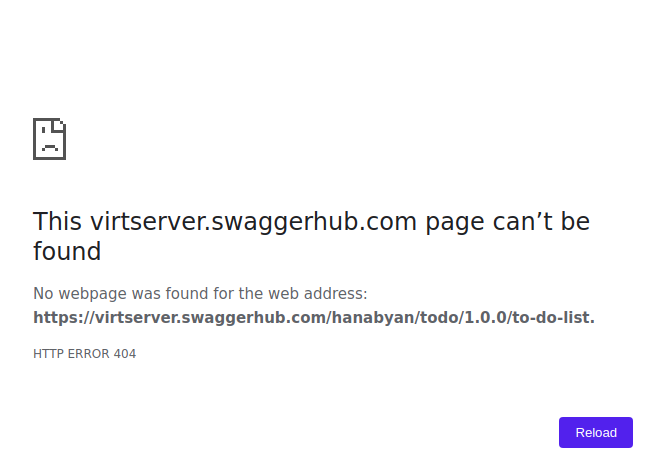 This virtserver.swaggerhub.com page can’t be
found
No webpage was found for the web address:
https://virtserver.swaggerhub.com/hanabyan/todo/1.0.0/to-do-list.
HTTP ERROR 404
Reload